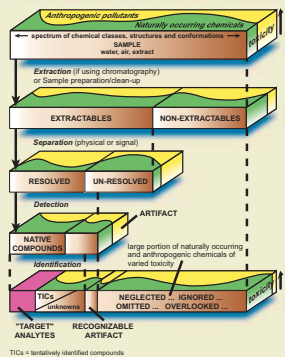 Anthropogenic pollutants
Naturally occurring chemicals
spectrum of chemical classes, structures and conformations
SAMPLE
water, air, extract
toxicity
Extraction (if using chromatography)
or Sample preparation/clean-up
EXTRACTABLES
NON-EXTRACTABLES
Separation (physical or signal)
RESOLVED
UN-RESOLVED
Detection
ARTIFACT
NATIVE
COMPOUNDS
large portion of naturally occurring
and anthropogenic chemicals of
varied toxicity
Identification
TICs
unknowns
NEGLECTED ... IGNORED ...
OMITTED ... OVERLOOKED ...
toxicity
"TARGET"
ANALYTES
RECOGNIZABLE
ARTIFACT
TICs = tentatively identified compounds